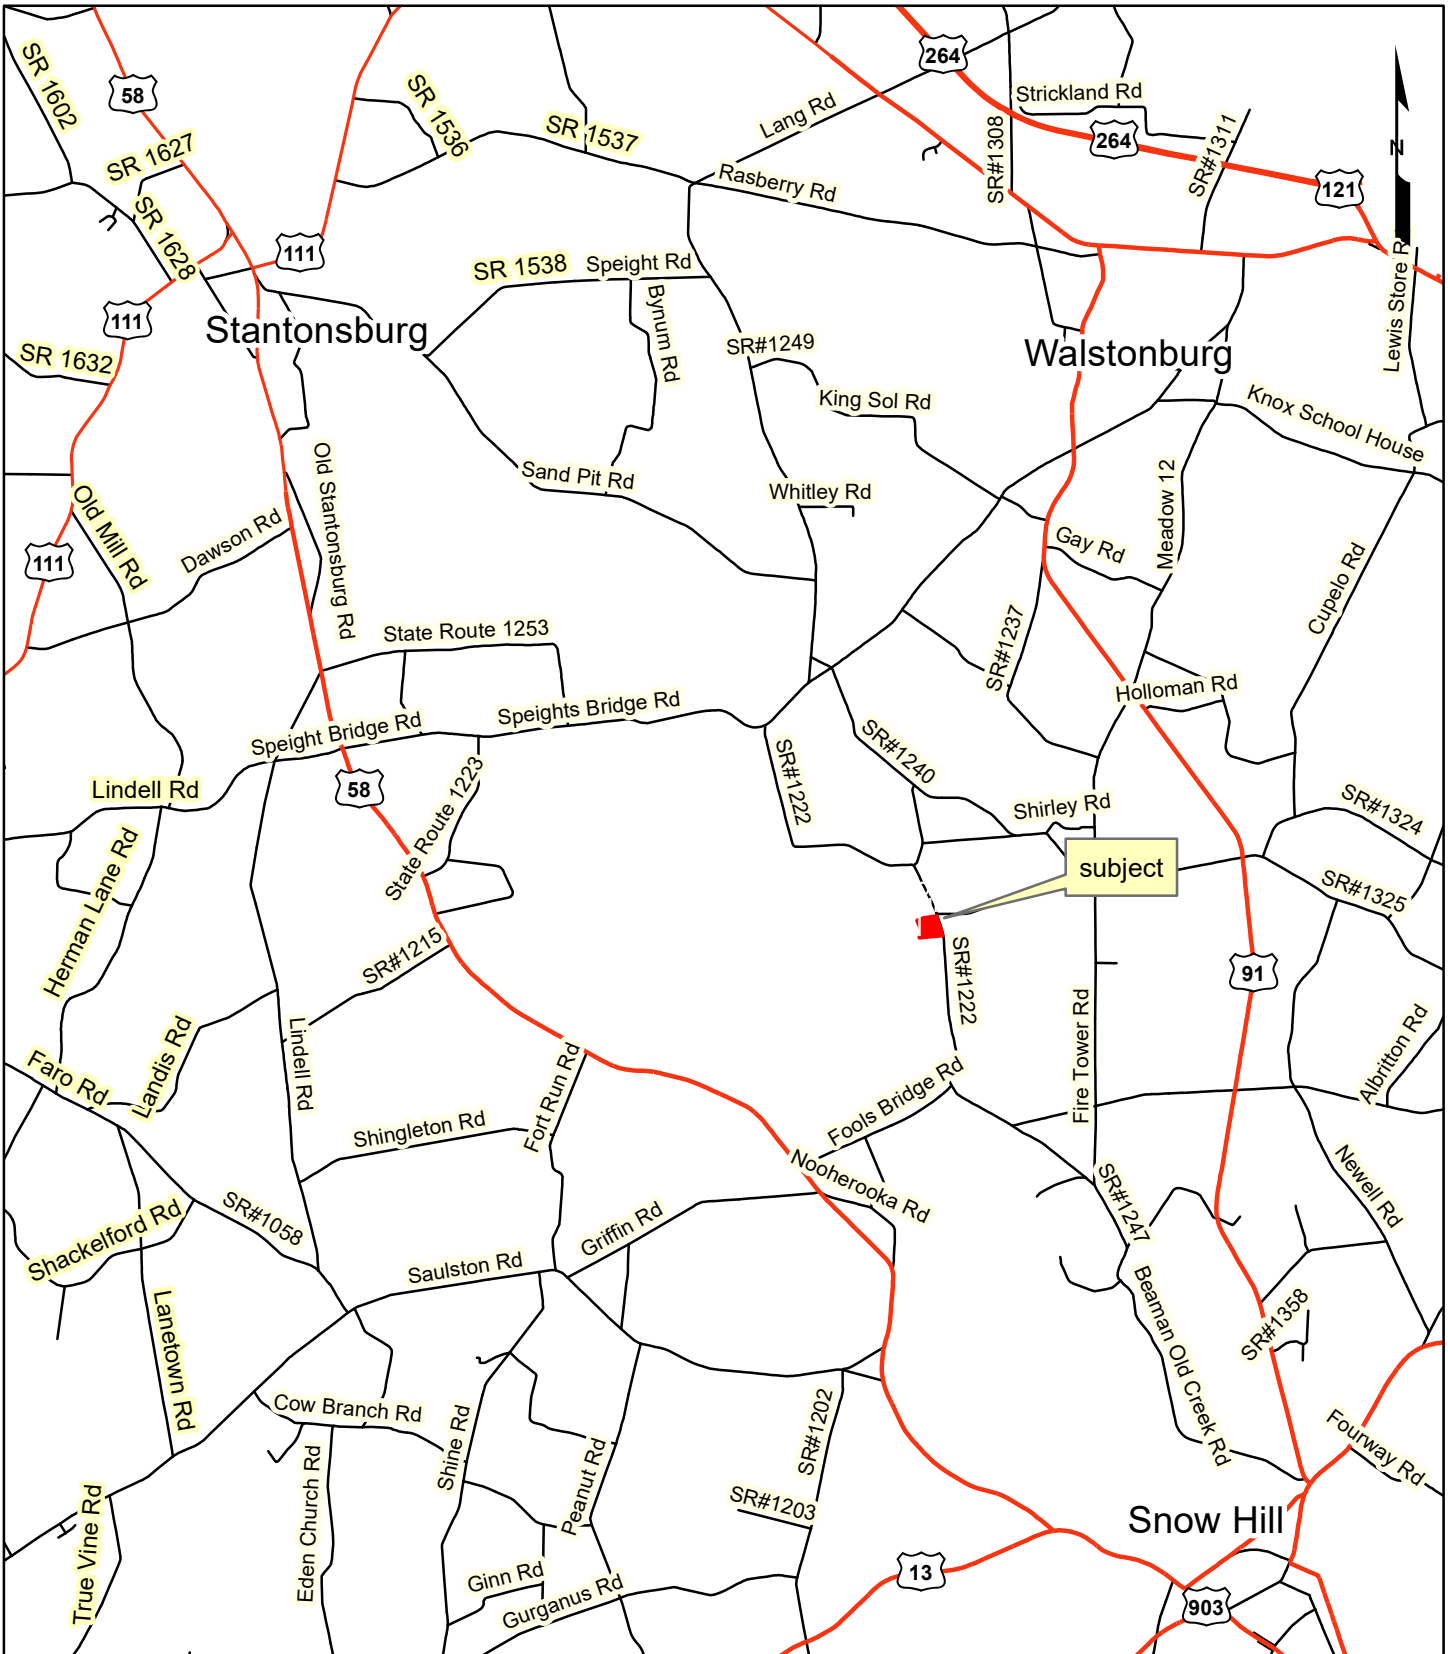 SR 1602
58
SR 1627
SR 1628
111
SR 1536
SR 1537
Lang Rd
264
Strickland Rd
SR#1308
264
SR#1311
121
N
Rasberry Rd
Lewis Store R
111
SR 1632
Stantonsburg
SR 1538
Speight Rd
Bynum Rd
SR#1249
Walstonburg
King Sol Rd
Knox School House
Old Mill Rd
111
Dawson Rd
Old Stantonsburg Rd
Sand Pit Rd
Whitley Rd
Gay Rd
Meadow 12
Cupelo Rd
State Route 1253
SR#1237
Holloman Rd
Speight Bridge Rd
Speights Bridge Rd
Lindell Rd
58
State Route 1223
SR#1222
SR#1240
Shirley Rd
SR#1324
Herman Lane Rd
subject
SR#1325
SR#1215
SR#1222
91
Landis Rd
Lindell Rd
Faro Rd
Fort Run Rd
Fire Tower Rd
Albritton Rd
Shingleton Rd
Fools Bridge Rd
Nooherooka Rd
SR#1247
Newell Rd
Shackelford Rd
SR#1058
Griffin Rd
Saulston Rd
Lanetown Rd
Beaman Old Creek Rd
SR#1358
Cow Branch Rd
Shine Rd
SR#1202
Fourway Rd
Eden Church Rd
Peanut Rd
SR#1203
Snow Hill
True Vine Rd
Ginn Rd
Gurganus Rd
13
903